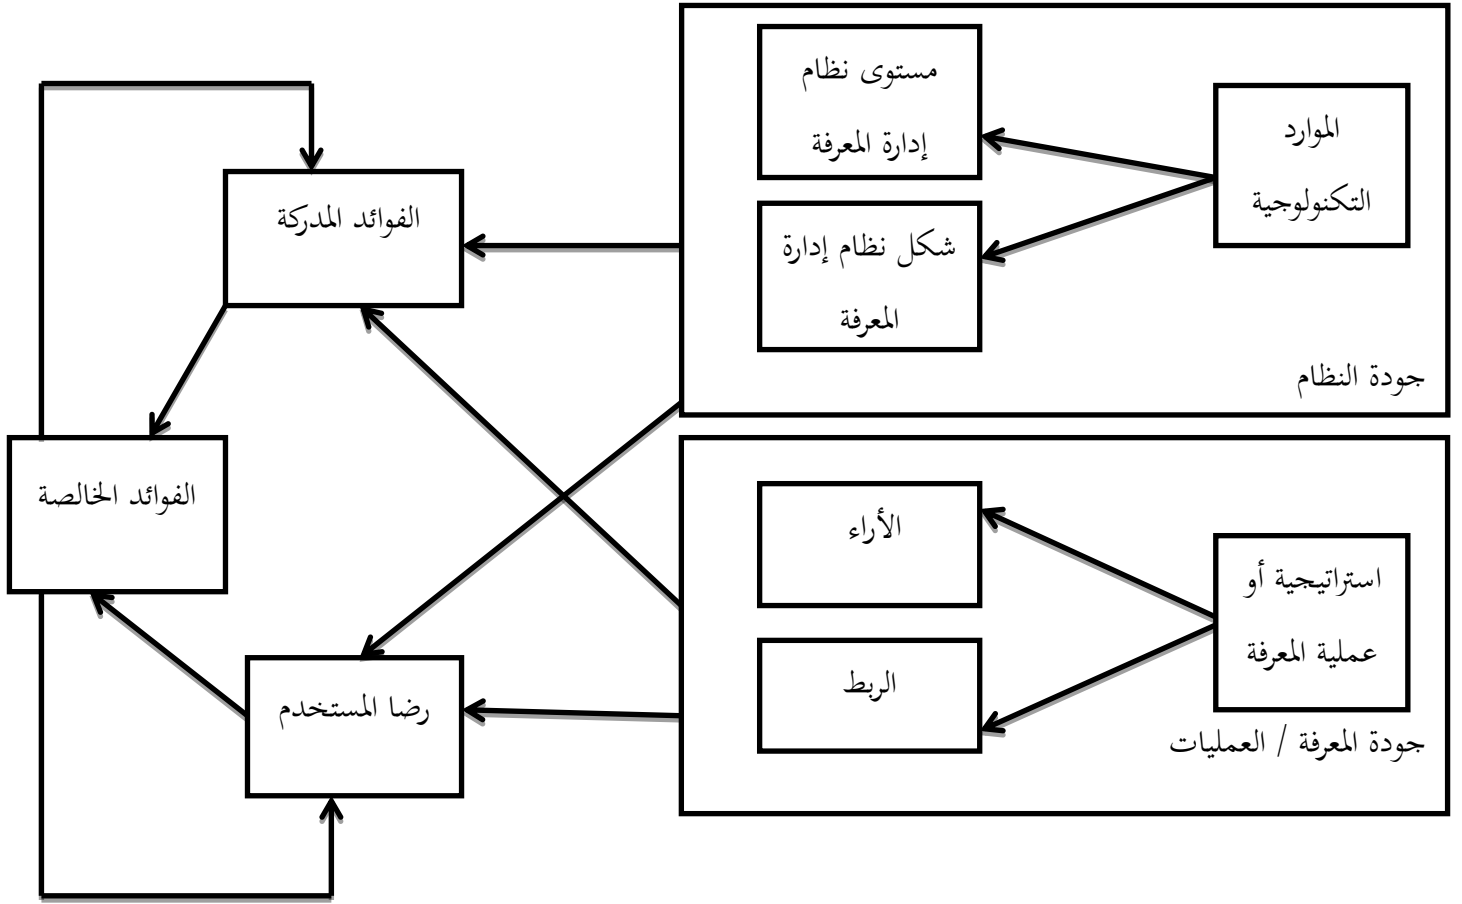 الموارد
التكنولوجية
مستوى نظام
إدارة المعرفة
شكل نظام إدارة
المعرفة
جودة النظام
الفوائد المدركة
الفوائد الخالصة
استراتيجية أو
عملية المعرفة
الأراء
الربط
جودة المعرفة / العمليات
رضا المستخدم